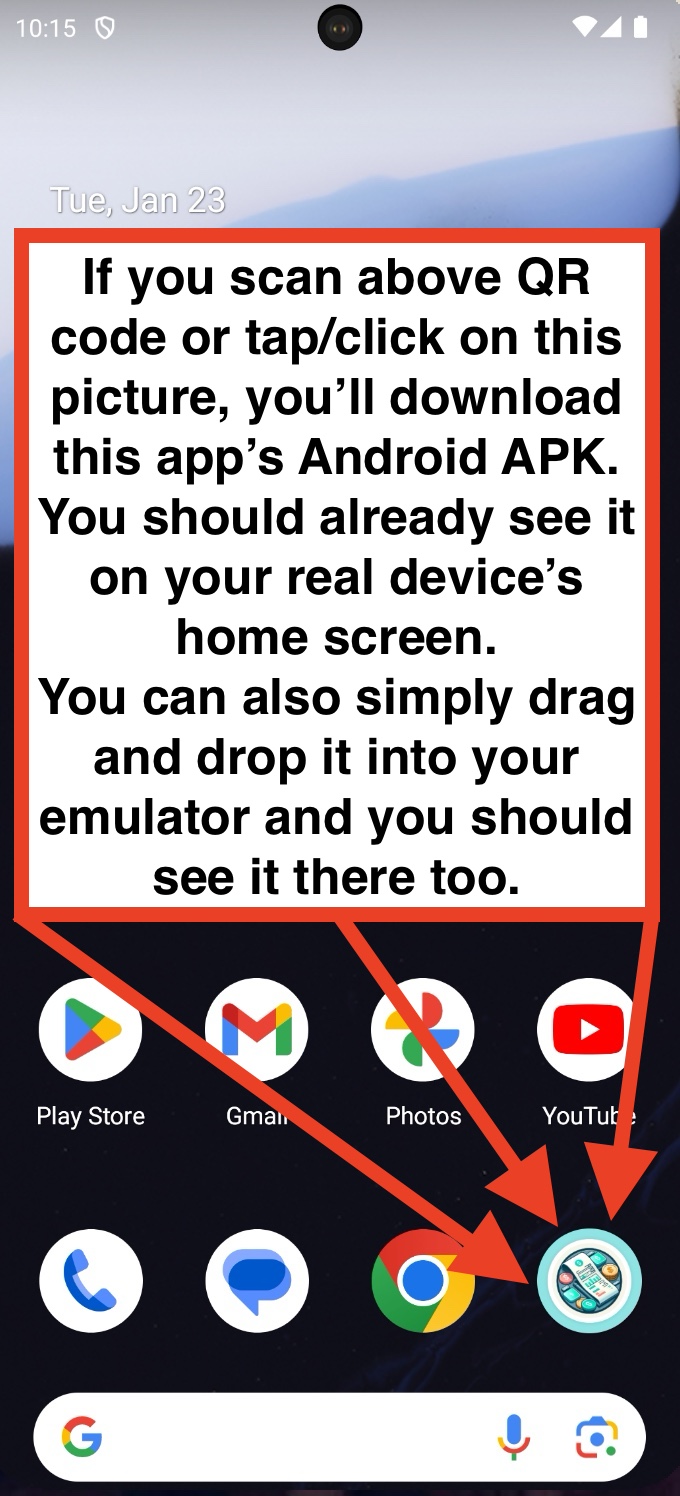 10:15
Tue, Jan 23
If you scan above QR
code or tap/click on this
picture, you’ll download
this app’s Android APK.
You should already see it
on your real device’s
home screen.
You can also simply drag
and drop it into your
emulator and you should
see it there too.
Play Store Gmail Photos YouTube